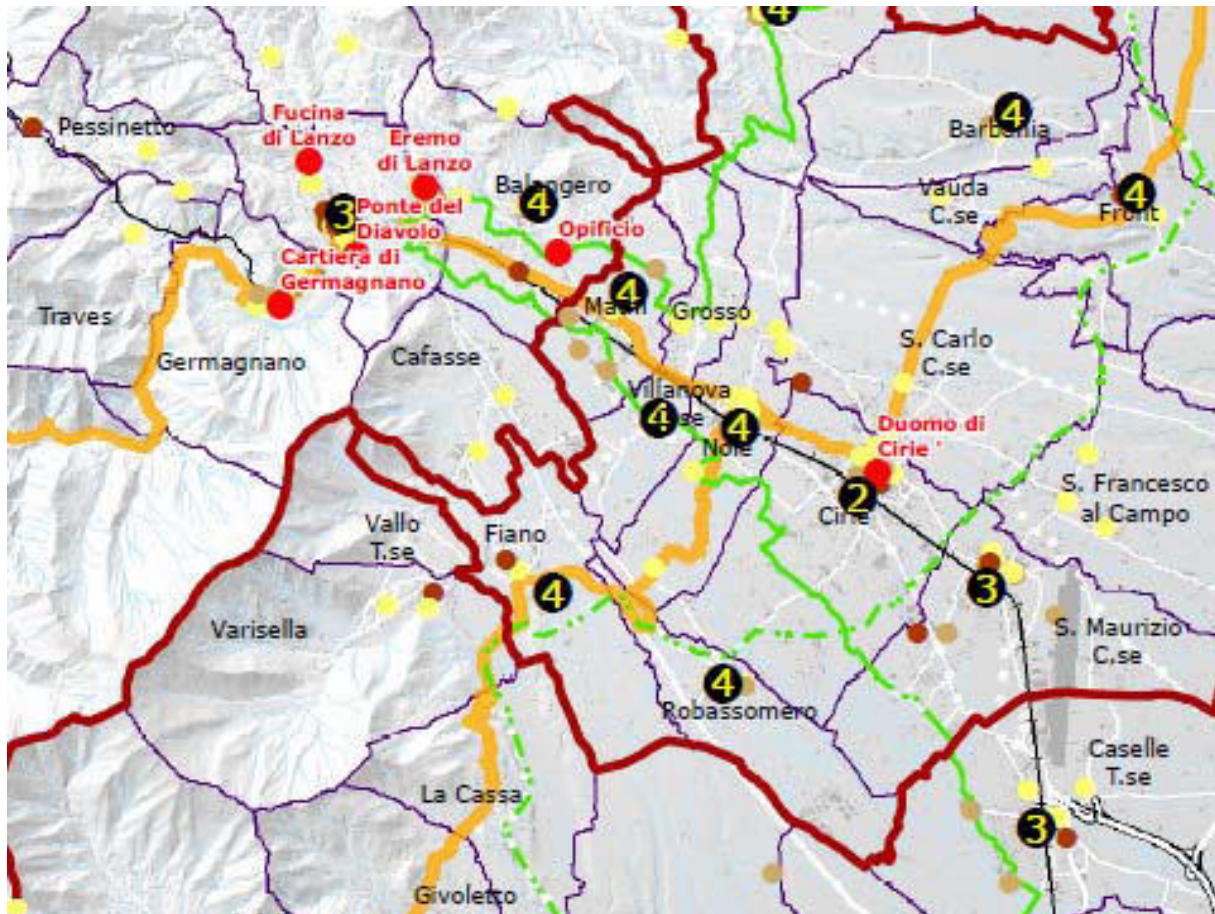 4
Fucina
di Lanzo
Eremo
di Lanzo
Pessinetto
4
Barbania
Balangero
4
3
Ponte del
Diavolo
Vauda
C.se
4
Front
Opificio
Cartiera di
Germagnano
4
Grosso
Traves
Germagnano
Cafasse
S. Carlo
C.se
Villanova
4
4
Nole
Duomo di
Cirie '
2
Cirie
S. Francesco
al Campo
Vallo
T.se
Fiano
4
3
Varisella
S. Maurizio
C.se
4
Robassomero
Caselle
T.se
La Cassa
3
Givoletto